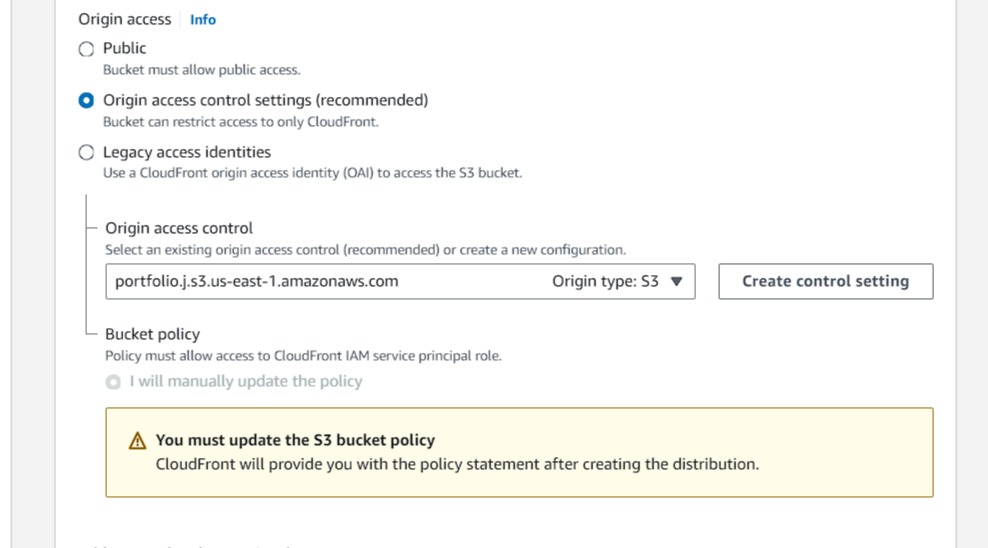 Origin access Info
Public
Bucket must allow public access.
Origin access control settings (recommended)
Bucket can restrict access to only CloudFront.
Legacy access identities
Use a CloudFront origin access identity (OAI) to access the S3 bucket.
Origin access control
Select an existing origin access control (recommended) or create a new configuration.
portfolio.j.s3.us-east-1.amazonaws.com Origin type: S3 Create control setting
Bucket policy
Policy must allow access to CloudFront IAM service principal role.
I will manually update the policy
You must update the S3 bucket policy
CloudFront will provide you with the policy statement after creating the distribution.